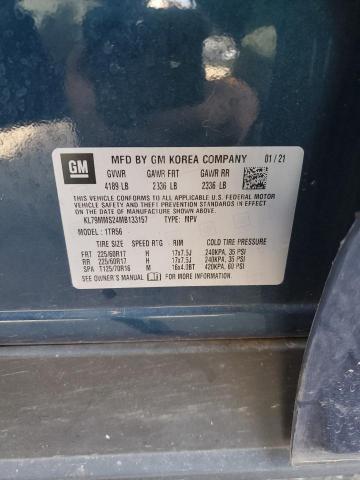 GM
MFD BY GM KOREA COMPANY 01/21
GVWR GAWR FRT GAWR RR
4189 LB 2336 LB 2336 LB
THIS VEHICLE CONFORMS TO ALL APPLICABLE U.S. FEDERAL MOTOR
VEHICLE SAFETY, BUMPER, AND THEFT PREVENTION STANDARDS IN
EFFECT ON THE DATE OF MANUFACTURE SHOWN ABOVE.
KL79MMS24MB133157 TYPE: MPV
MODEL: 1TR56
TIRE SIZE SPEED RTG RIM COLD TIRE PRESSURE
FRT 225/60R17 H 17x7.5J 240KPA, 35 PSI
RR 225/60R17 H 17x7.5J 240KPA, 35 PSI
SPA T125/70R16 M 16x4.0BT 420KPA, 60 PSI
SEE OWNER'S MANUAL FOR MORE INFORMATION.